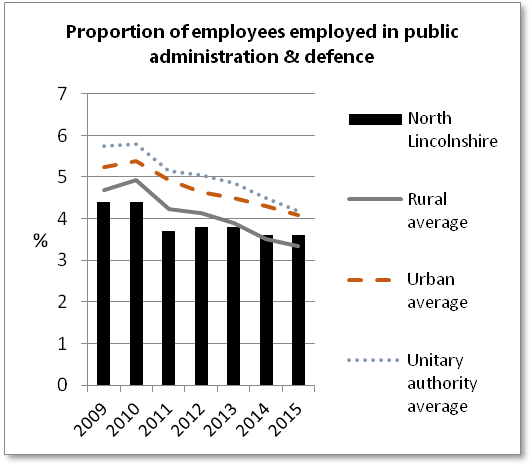 Proportion of employees employed in public
administration & defence
7
6
5
4
3
2
1
0
%
2009
2010
2011
2012
2013
2014
2015
North
Lincolnshire
Rural
average
Urban
average
Unitary
authority
average